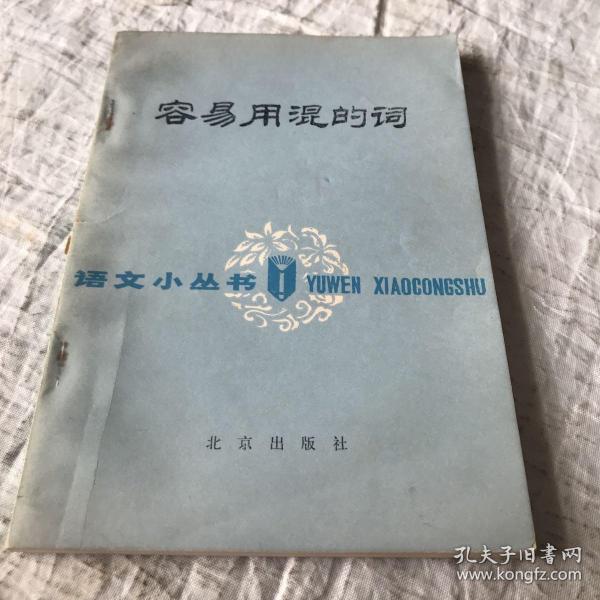 容易用混的词
语文小丛书 YUWEN XIAOCONGSHU
北京出版社
孔夫子旧书网
www.kongfz.com